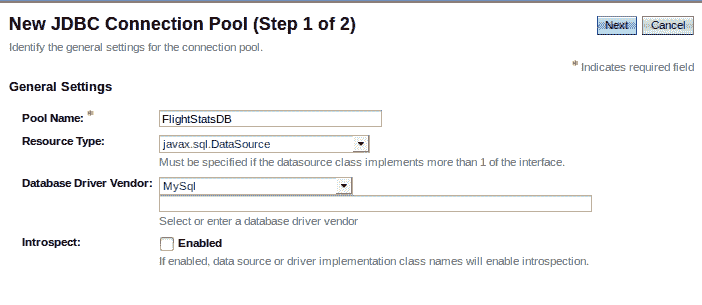 New JDBC Connection Pool (Step 1 of 2)
Next Cancel
Identify the general settings for the connection pool.
* Indicates required field
General Settings
Pool Name: * FlightStatsDB
Resource Type: javax.sql.DataSource
Must be specified if the datasource class implements more than 1 of the interface.
Database Driver Vendor: MySql
Select or enter a database driver vendor
Introspect: Enabled
If enabled, data source or driver implementation class names will enable introspection.